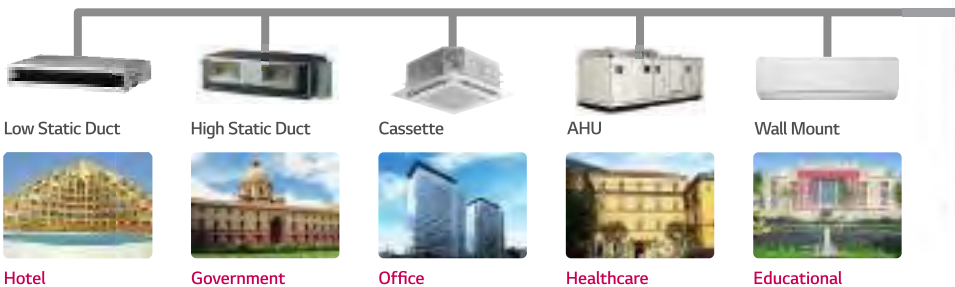 Low Static Duct
High Static Duct
Cassette
AHU
Wall Mount
Hotel
Government
Office
Healthcare
Educational